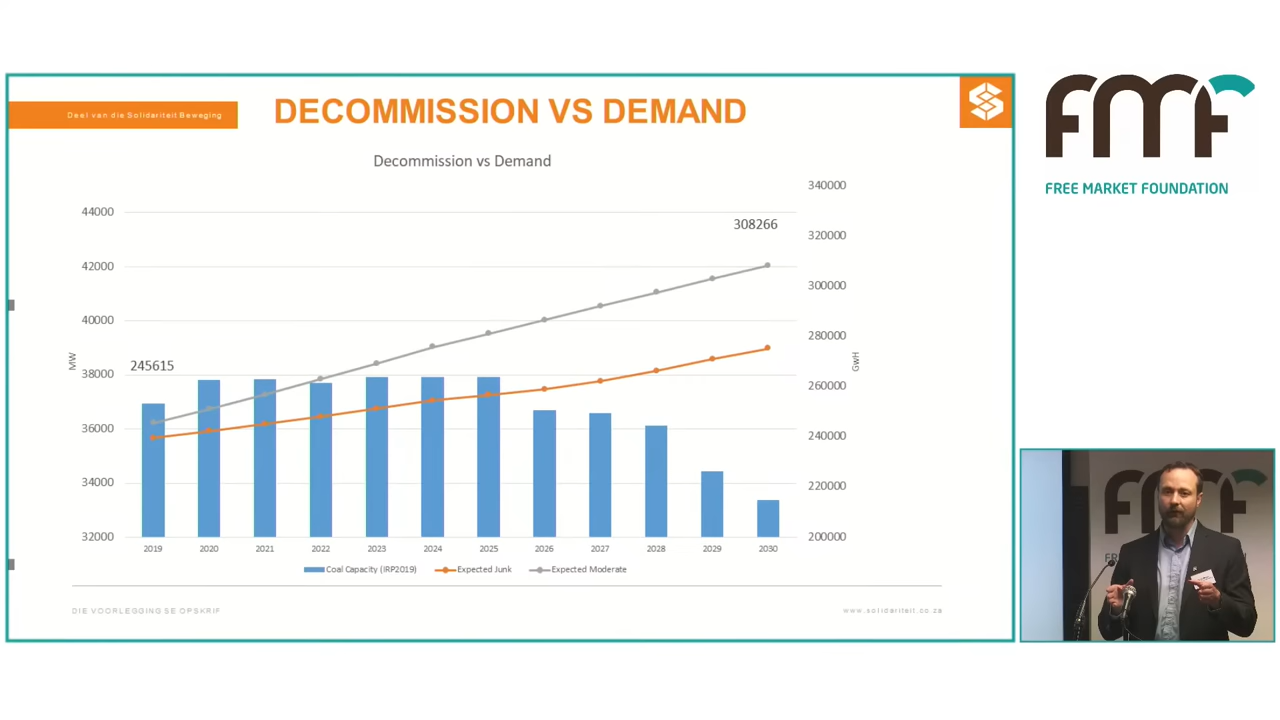 Deel van die Solidariteit Beweging
DECOMMISSION VS DEMAND
Decommission vs Demand
340000
44000
308266
320000
42000
300000
40000
280000
MW
GwH
245615
38000
260000
36000
240000
34000
220000
32000
200000
2019 2020 2021 2022 2023 2024 2025 2026 2027 2028 2029 2030
Coal Capacity (IRP2019) Expected Junk Expected Moderate
DIE VOORLEGGING SE OPSKRIF
www.solidariteit.co.za
fmf
FREE MARKET FOUNDATION
fmf